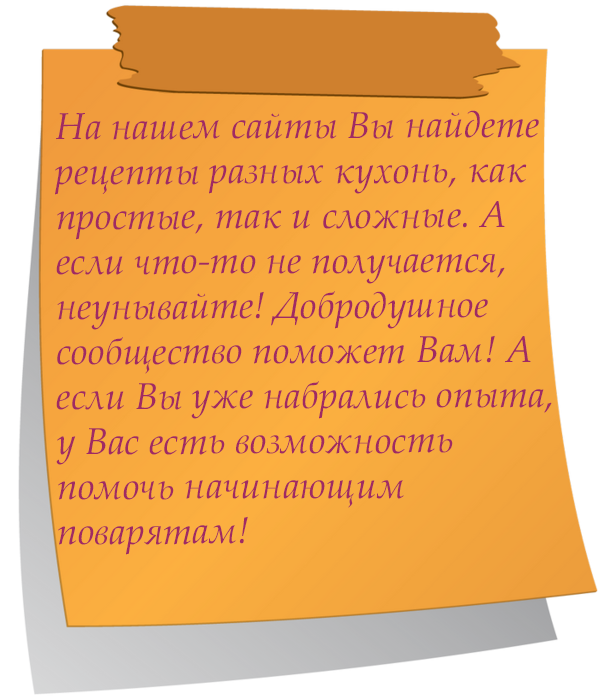 На нашем сайты Вы найдете
рецепты разных кухонь, как
простые, так и сложные. А
если что-то не получается,
неунывайте! Добродушное
сообщество поможет Вам! А
если Вы уже набрались опыта,
у Вас есть возможность
помочь начинающим
поварятам!